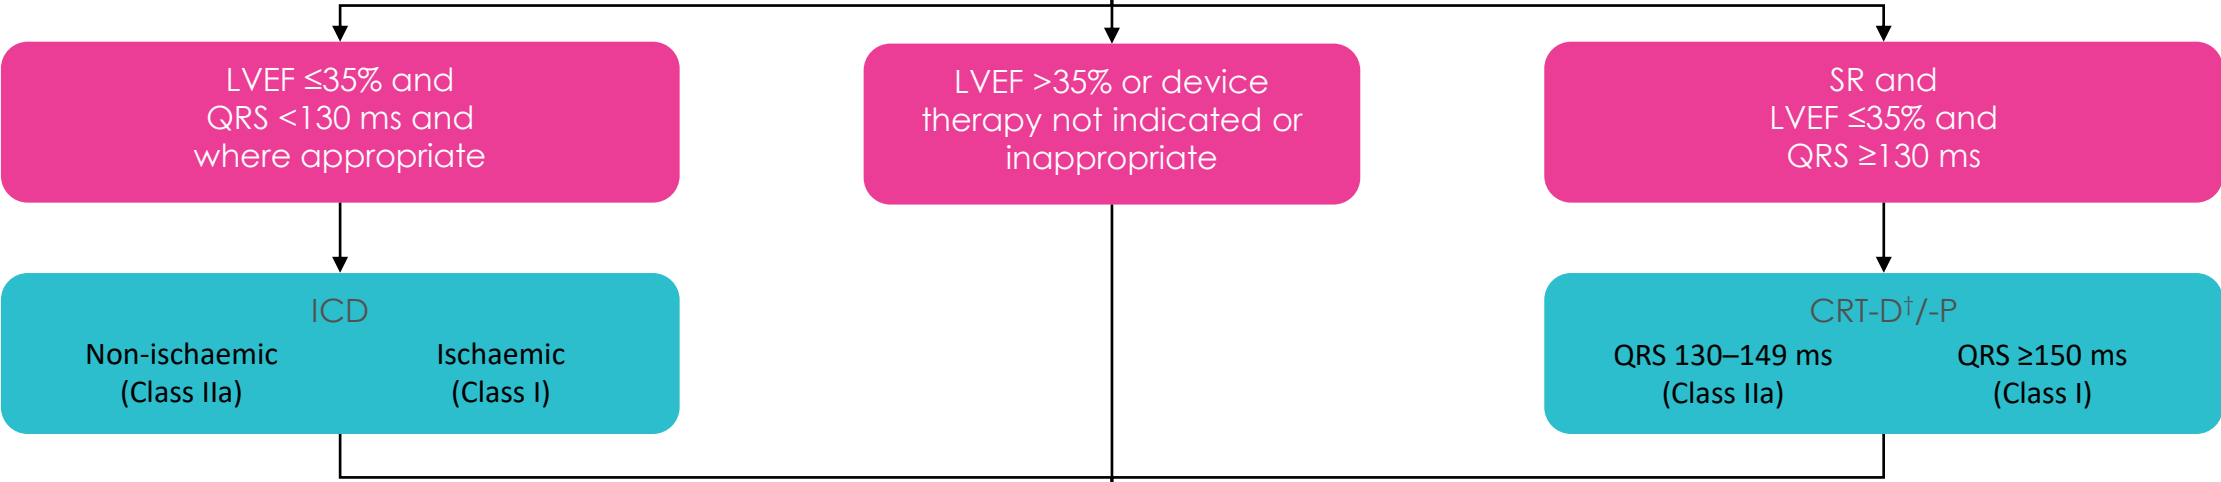 LVEF ≤35% and
QRS <130 ms and
where appropriate
LVEF >35% or device
therapy not indicated or
inappropriate
SR and
LVEF ≤35% and
QRS ≥130 ms
ICD
Non-ischaemic
(Class IIa)
Ischaemic
(Class I)
CRT-D†/-P
QRS 130–149 ms
(Class IIa)
QRS ≥150 ms
(Class I)